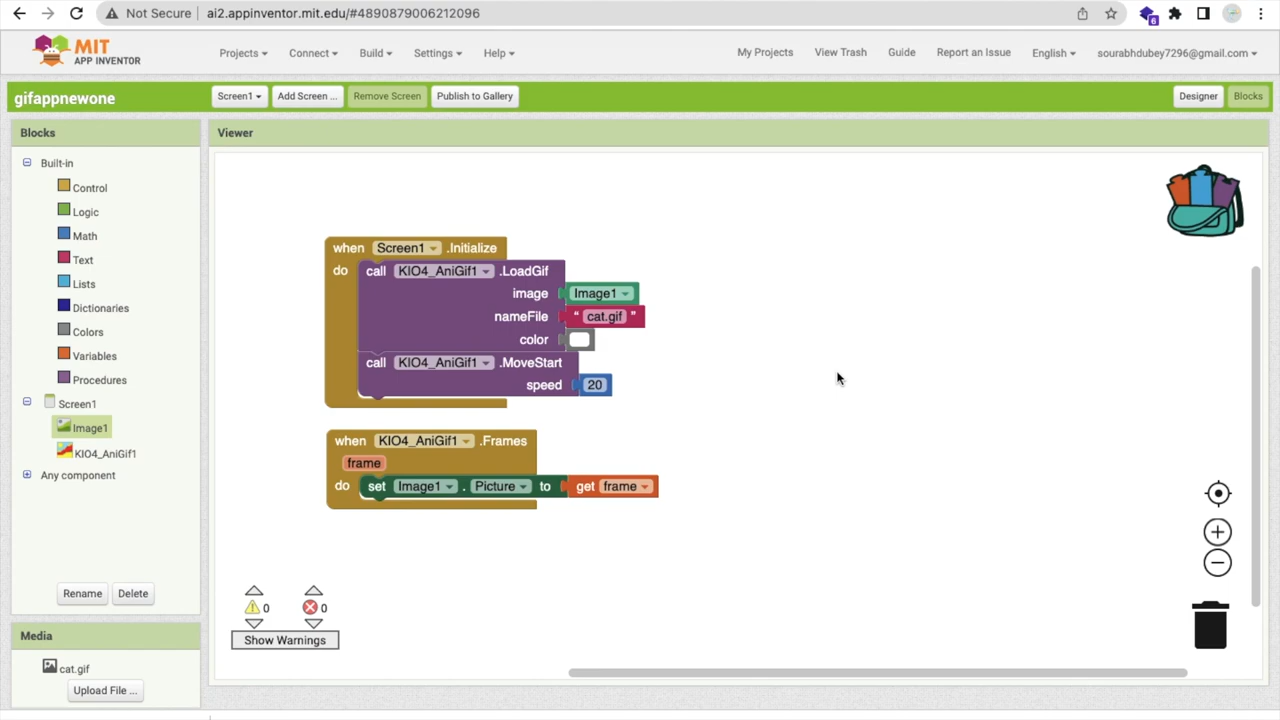 Not Secure | ai2.appinventor.mit.edu/#4890879006212096
6
MIT
APP INVENTOR
Projects Connect Build Settings Help My Projects View Trash Guide Report an Issue English sourabhdubey7296@gmail.com
gifappnewone Screen1 Add Screen ... Remove Screen Publish to Gallery Designer Blocks
Blocks
Viewer
Built-in
Control
Logic
Math
Text
Lists
Dictionaries
Colors
Variables
Procedures
Screen1
Image1
KIO4_AniGif1
Any component
Rename Delete
Media
cat.gif
Upload File ...
when Screen1 .Initialize
do call KIO4_AniGif1 .LoadGif
image Image1
nameFile “ cat.gif ”
color
call KIO4_AniGif1 .MoveStart
speed 20
when KIO4_AniGif1 .Frames
frame
do set Image1 . Picture to get frame
0 0
Show Warnings